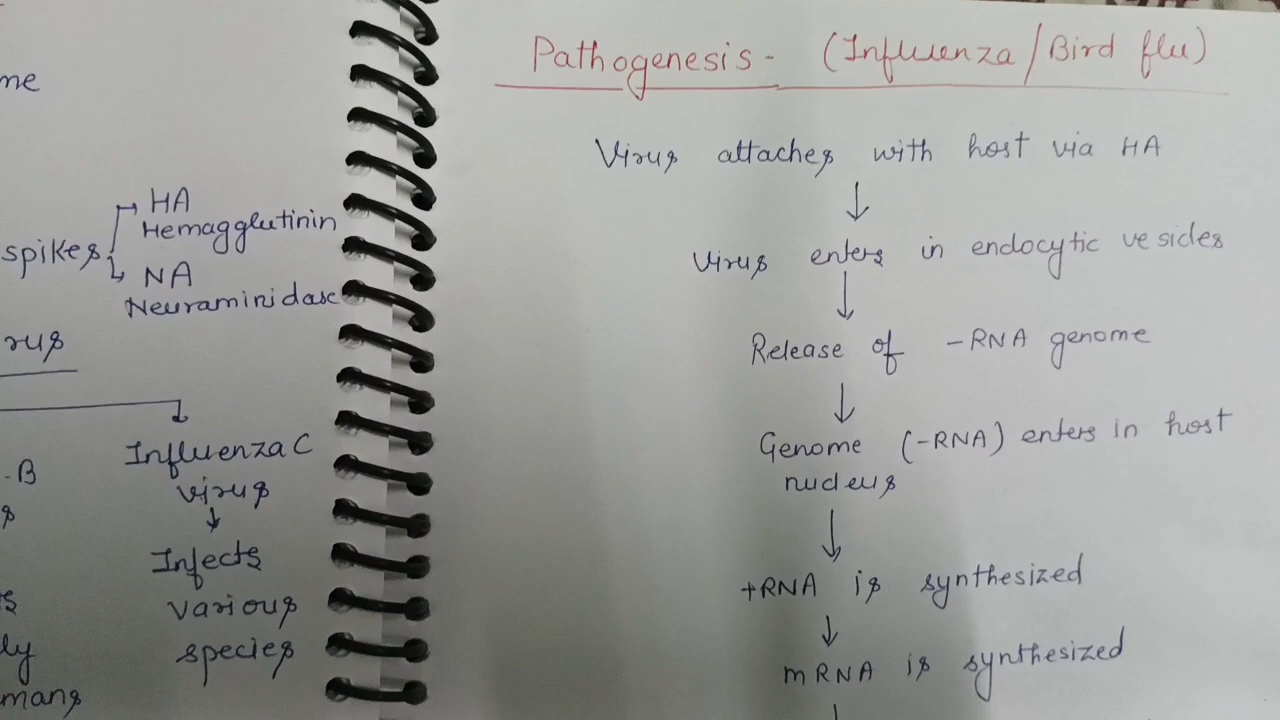 me
HA
Hemagglutinin
spikes
NA
Neuraminidase
rus
Influenza C
virus
-B
s
Infects
various
species
ly
mans
Pathogenesis - (Influenza/Bird flu)
Virus attaches with host via HA
↓
Virus enters in endocytic vesicles
↓
Release of -RNA genome
↓
Genome (-RNA) enters in host
nucleus
↓
+RNA is synthesized
↓
mRNA is synthesized